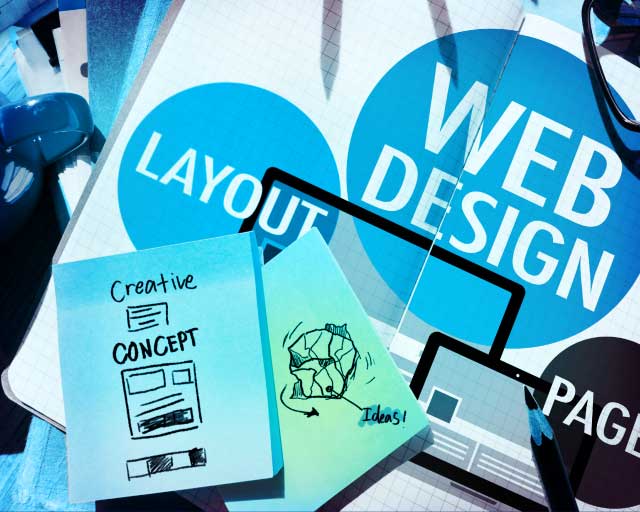 LAYOUT
WEB
DESIGN
PAGE
Creative
CONCEPT
Ideas!